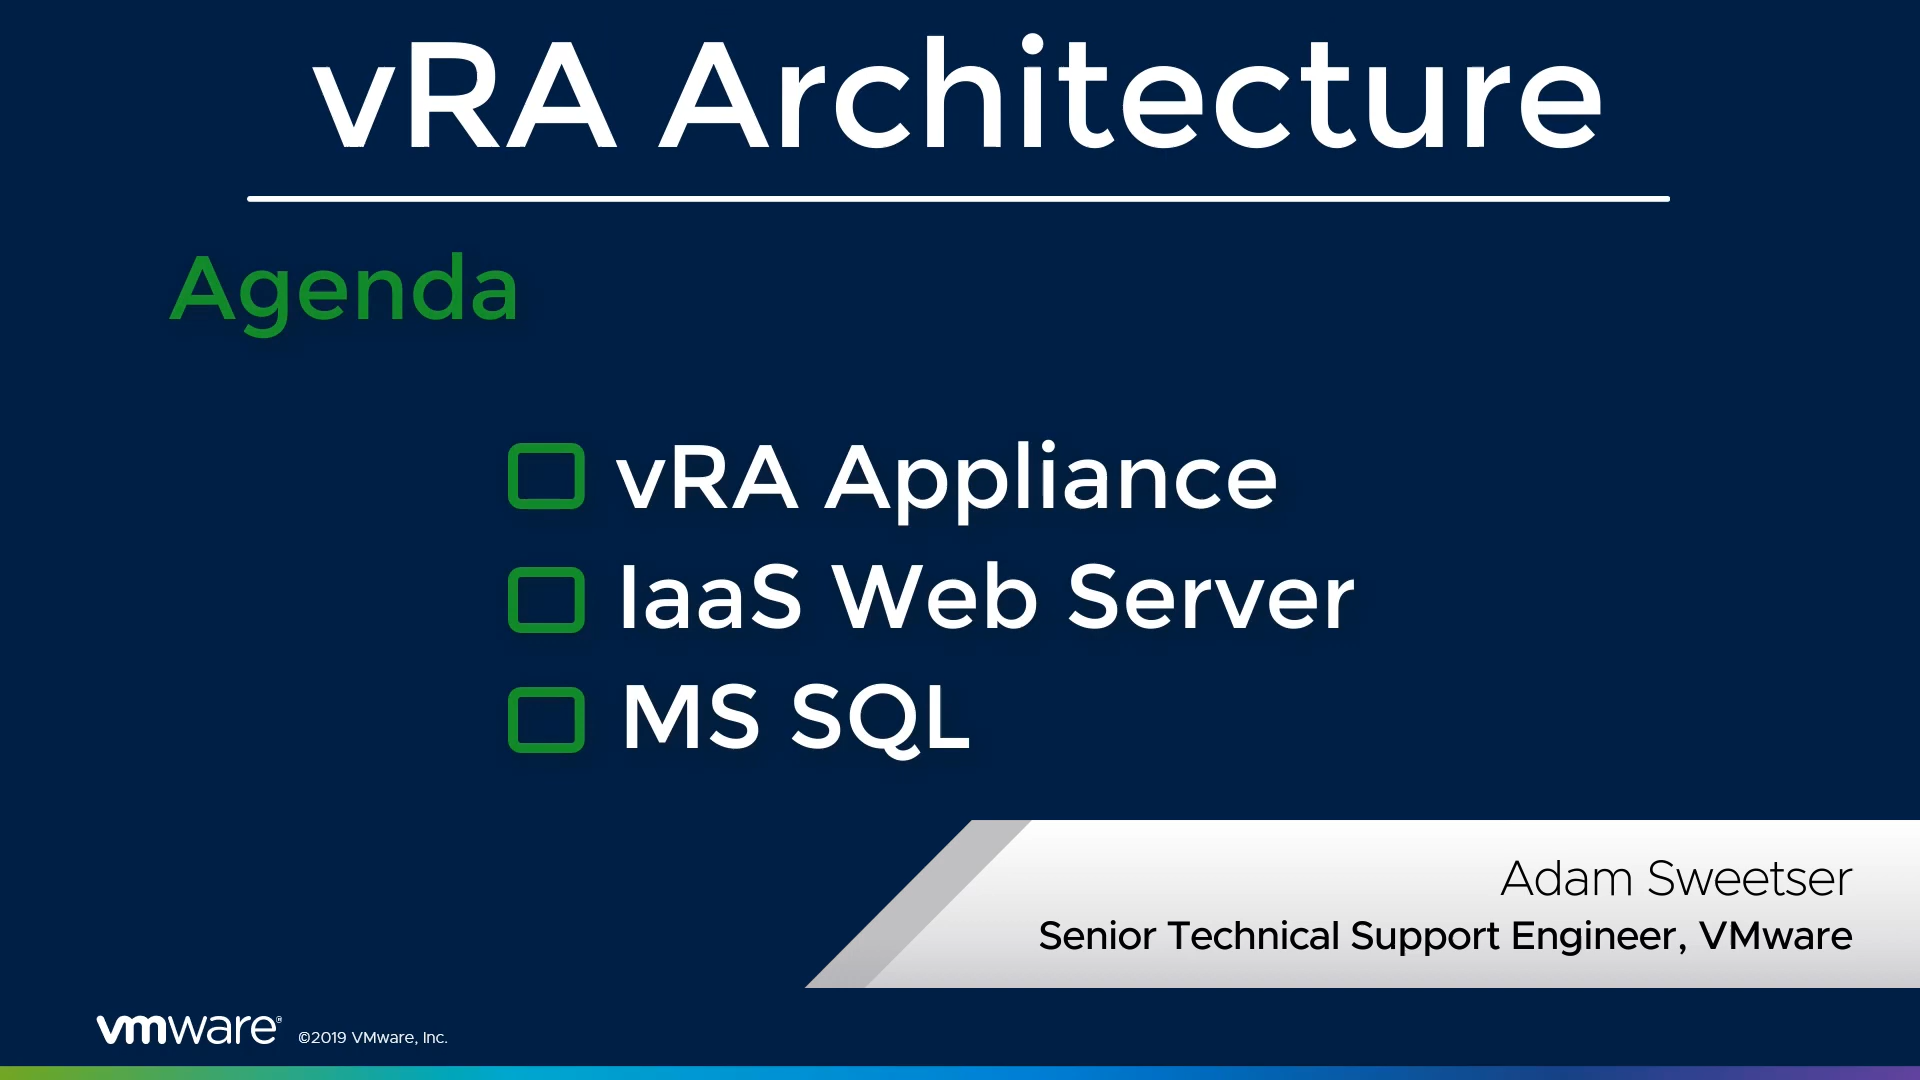 vRA Architecture
Agenda
vRA Appliance
IaaS Web Server
MS SQL
Adam Sweetser
Senior Technical Support Engineer, VMware
vmware® ©2019 VMware, Inc.